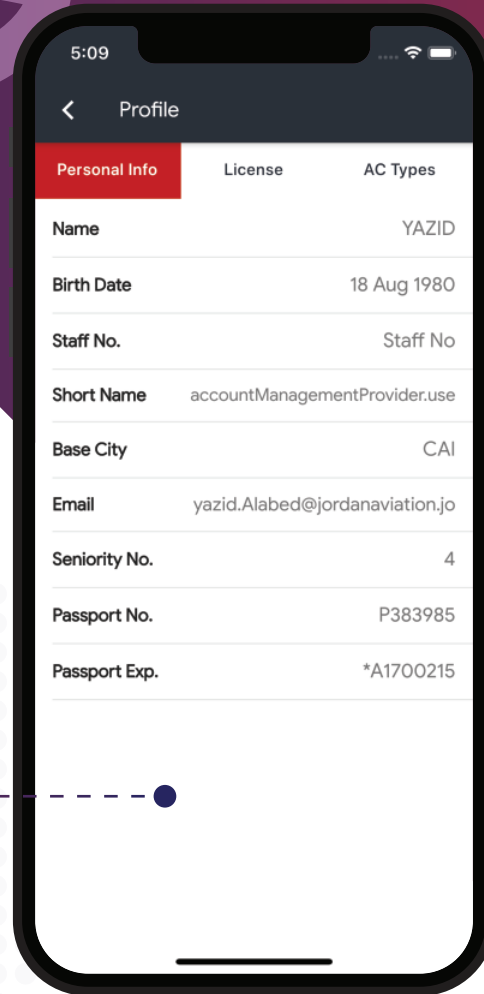 5:09
Profile
Personal Info License AC Types
Name YAZID
Birth Date 18 Aug 1980
Staff No. Staff No
Short Name accountManagementProvider.use
Base City CAI
Email yazid.Alabed@jordanaviation.jo
Seniority No. 4
Passport No. P383985
Passport Exp. *A1700215